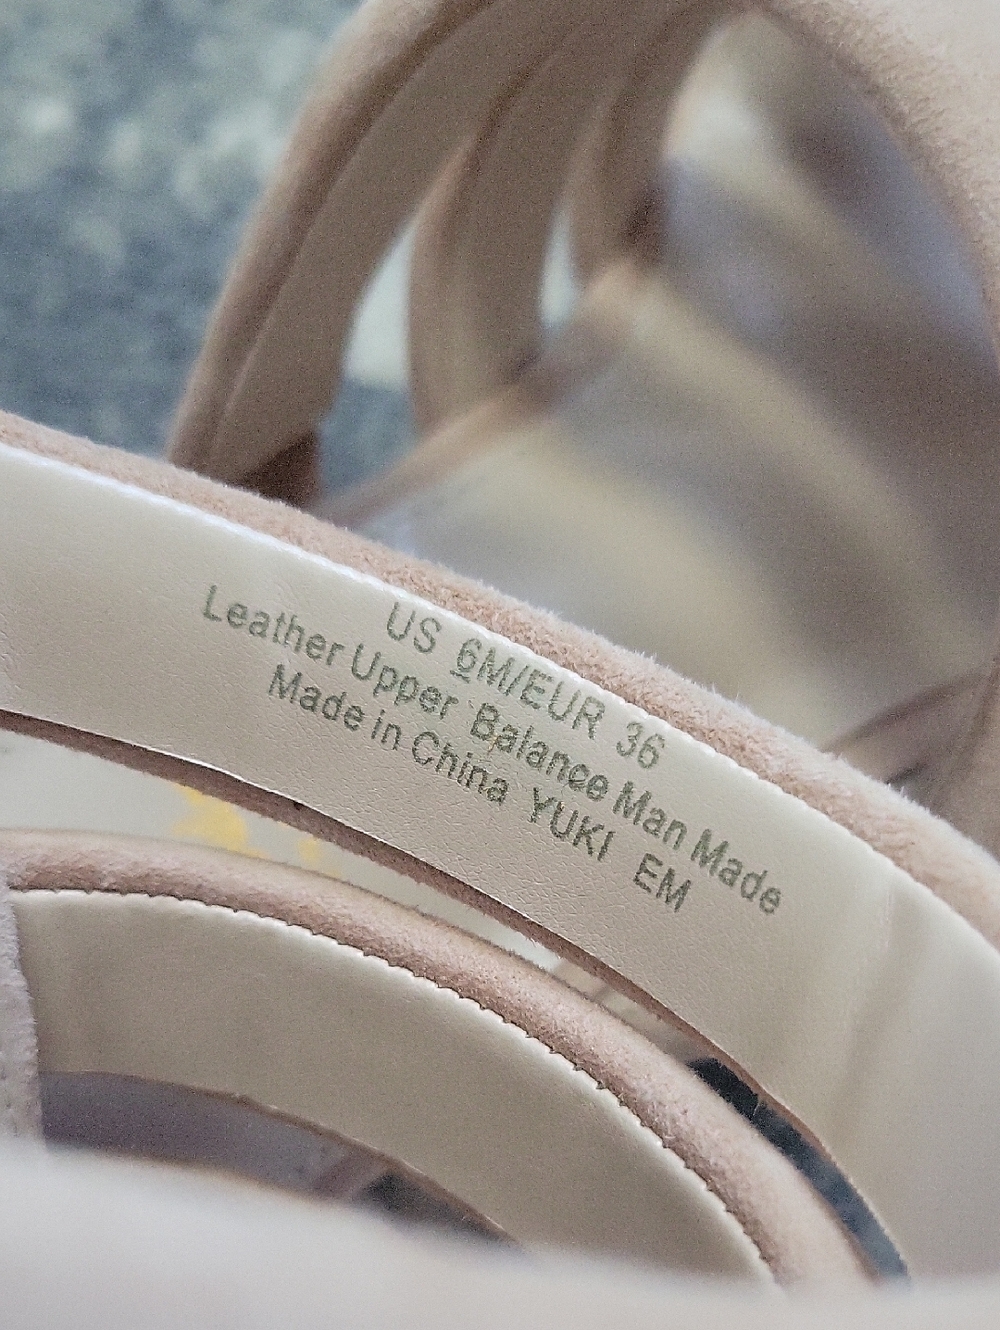 US 6M/EUR 36
Leather Upper Balance Man Made
Made in China YUKI EM